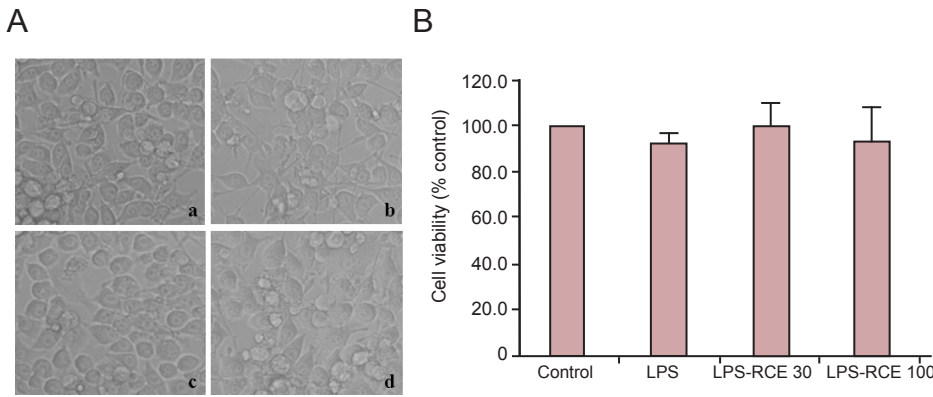 A
B
a
b
c
d
Cell viability (% control)
120.0
100.0
80.0
60.0
40.0
20.0
0
Control LPS LPS-RCE 30 LPS-RCE 100